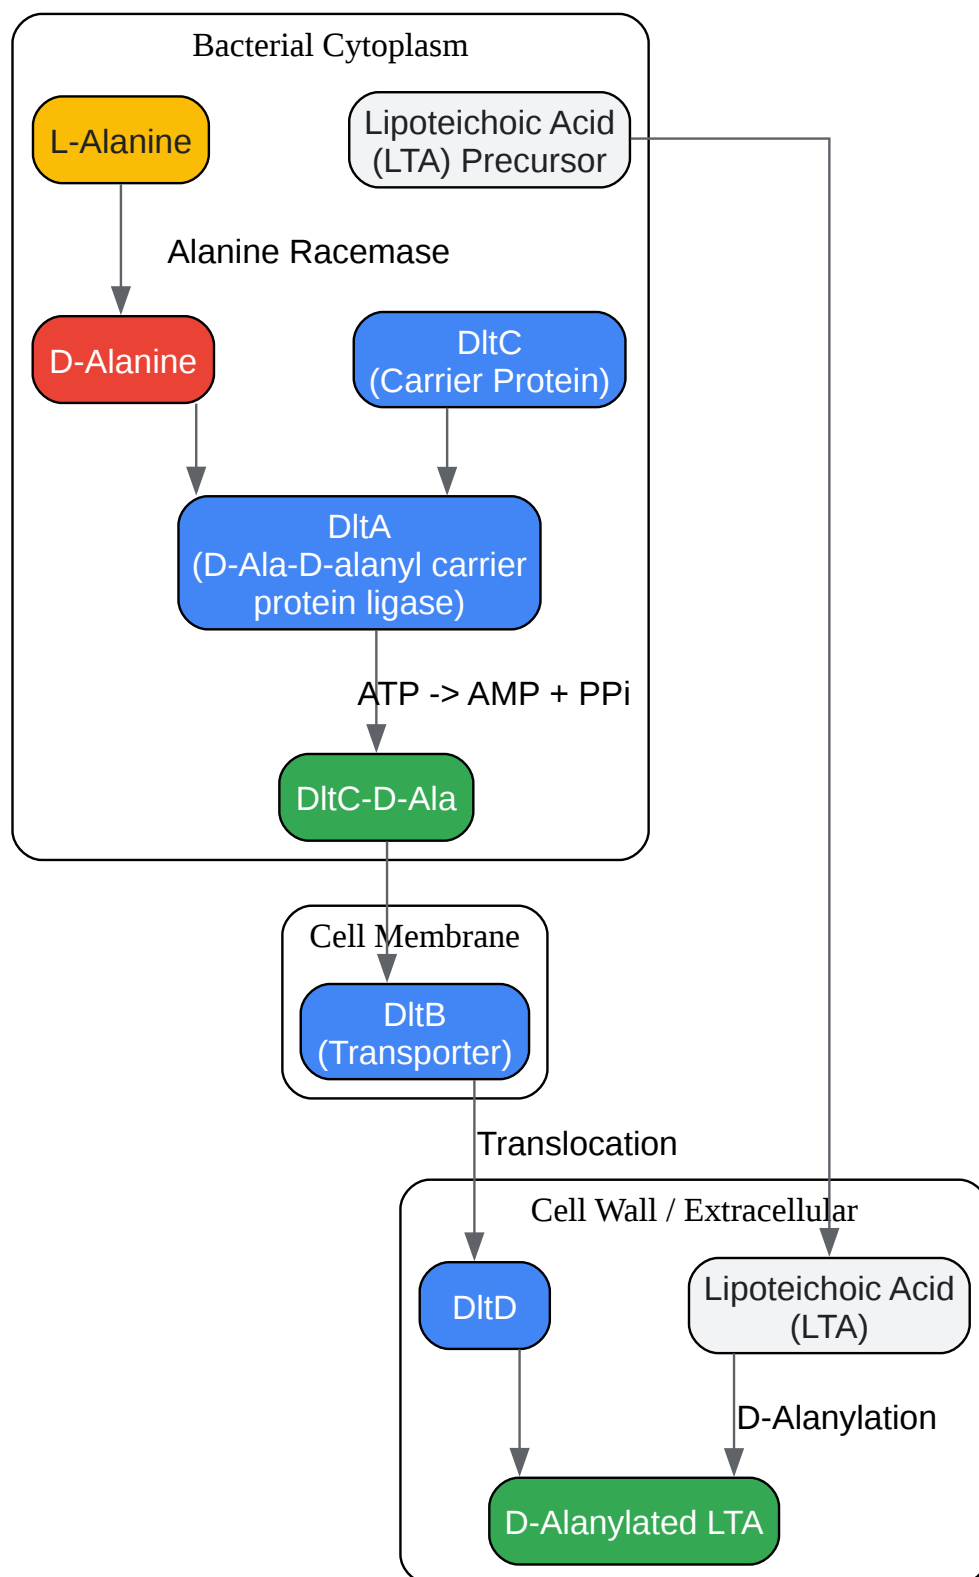 Bacterial Cytoplasm
L-Alanine
Lipoteichoic Acid
(LTA) Precursor
Alanine Racemase
D-Alanine
DltC
(Carrier Protein)
DltA
(D-Ala-D-alanyl carrier
protein ligase)
ATP -> AMP + PPi
DltC-D-Ala
Cell Membrane
DltB
(Transporter)
Translocation
Cell Wall / Extracellular
DltD
Lipoteichoic Acid
(LTA)
D-Alanylation
D-Alanylated LTA